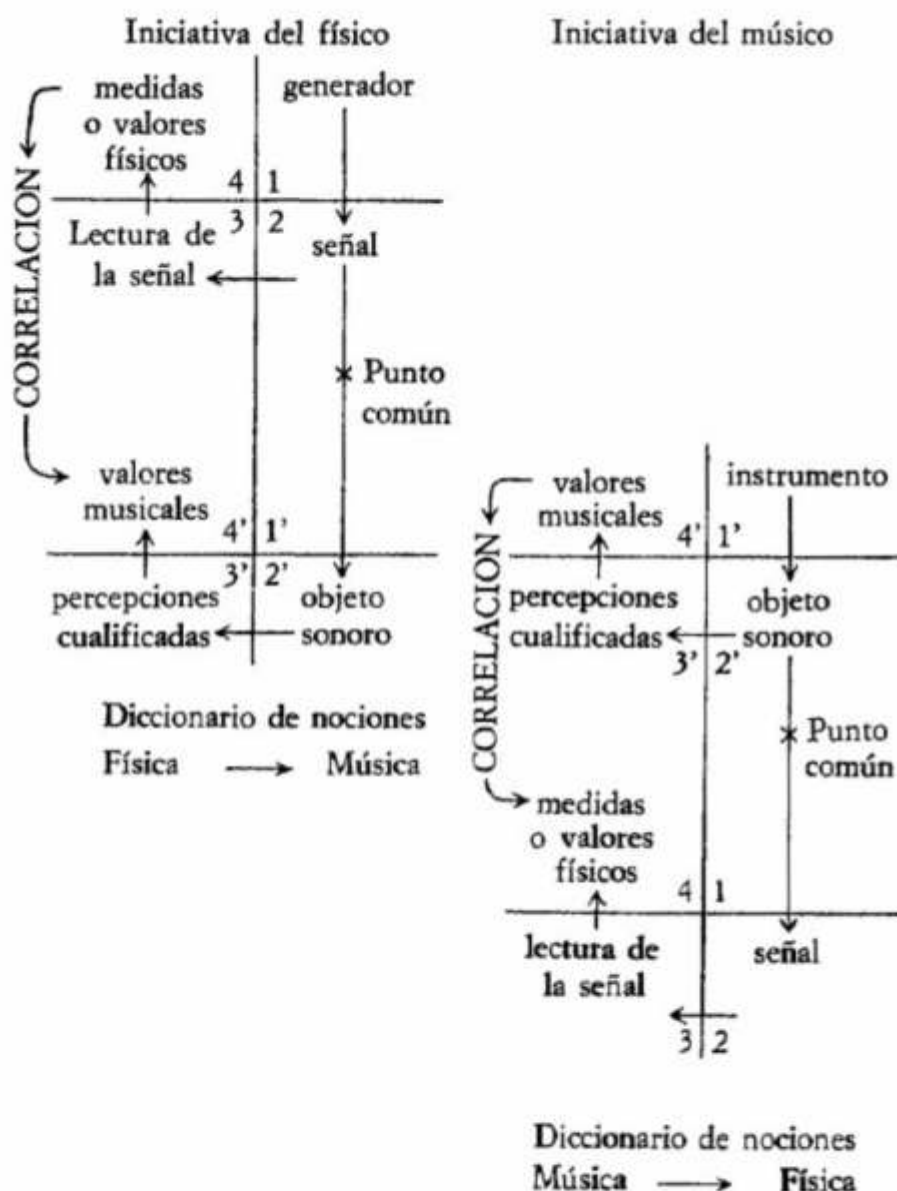 Iniciativa del físico
medidas
o valores
físicos
generador
4 1
3 2
Lectura de
la señal
señal
CORRELACION
Punto
común
valores
musicales
4' 1'
3' 2'
percepciones
cualificadas
objeto
sonoro
Diccionario de nociones
Física → Música
Iniciativa del músico
valores
musicales
instrumento
4' 1'
percepciones
cualificadas
objeto
sonoro
3' 2'
CORRELACION
Punto
común
medidas
o valores
físicos
4 1
lectura de
la señal
señal
3 2
Diccionario de nociones
Música → Física